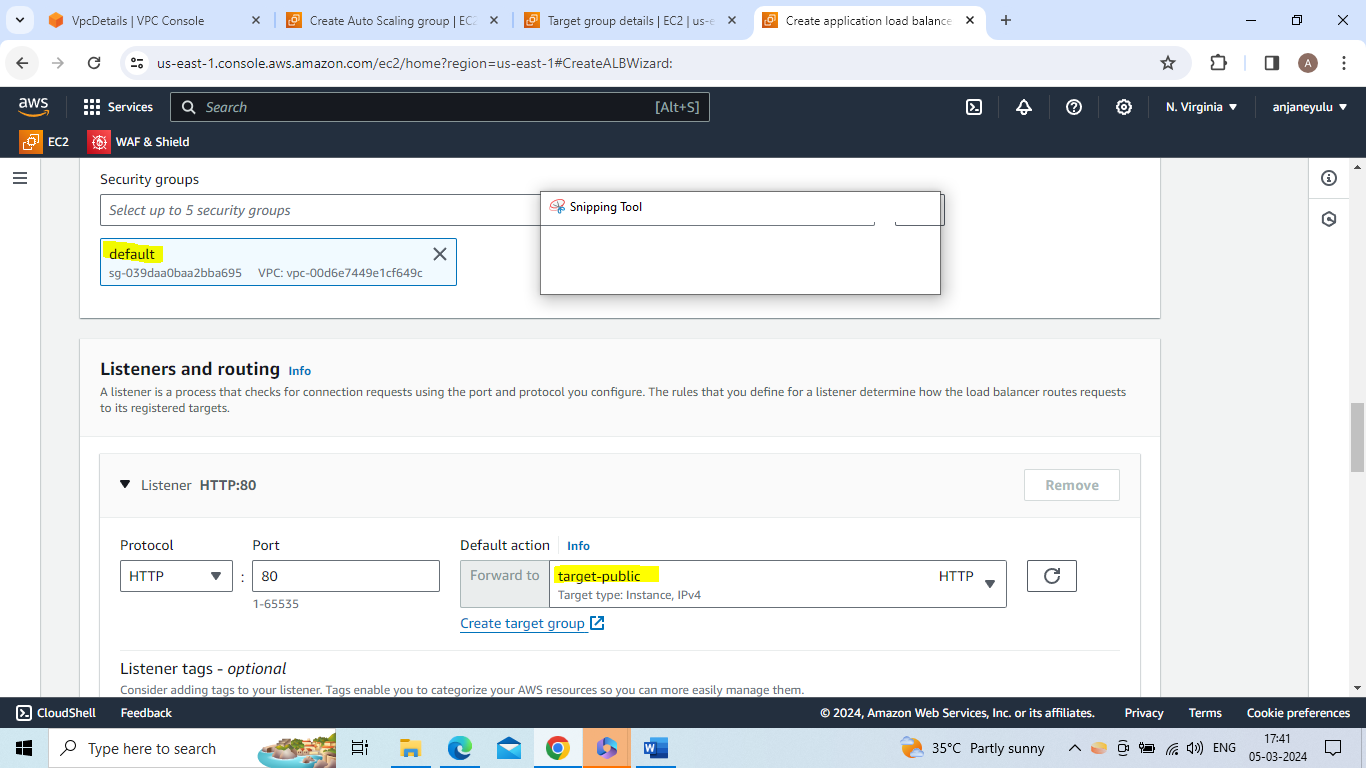 VpcDetails | VPC Console
Create Auto Scaling group | EC2
Target group details | EC2 | us-e
Create application load balance
us-east-1.console.aws.amazon.com/ec2/home?region=us-east-1#CreateALBWizard:
A
aws
Services
Search
[Alt+S]
N. Virginia
anjaneyulu
EC2
WAF & Shield
Security groups
Select up to 5 security groups
Snipping Tool
default
sg-039daa0baa2bba695 VPC: vpc-00d6e7449e1cf649c
Listeners and routing Info
A listener is a process that checks for connection requests using the port and protocol you configure. The rules that you define for a listener determine how the load balancer routes requests
to its registered targets.
Listener HTTP:80
Remove
Protocol
Port
Default action Info
HTTP
:
80
Forward to
target-public
HTTP
Target type: Instance, IPv4
1-65535
Create target group
Listener tags - optional
Consider adding tags to your listener. Tags enable you to categorize your AWS resources so you can more easily manage them.
CloudShell
Feedback
© 2024, Amazon Web Services, Inc. or its affiliates.
Privacy
Terms
Cookie preferences
Type here to search
35°C Partly sunny
ENG
17:41
05-03-2024